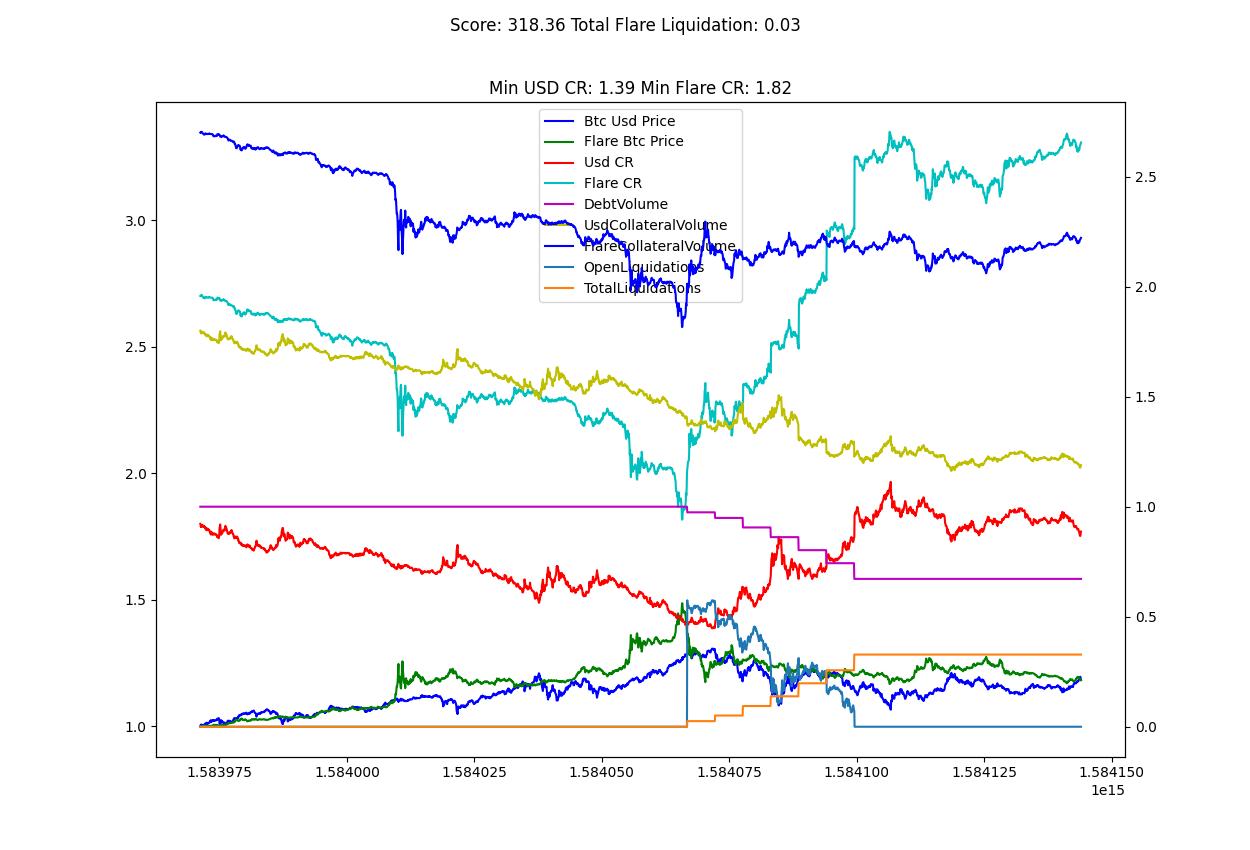 Score: 318.36 Total Flare Liquidation: 0.03
Min USD CR: 1.39 Min Flare CR: 1.82
Btc Usd Price
Flare Btc Price
Usd CR
Flare CR
DebtVolume
UsdCollateralVolume
FlareCollateralVolume
OpenLiquidations
TotalLiquidations
3.0
2.5
2.0
1.5
1.0
2.5
2.0
1.5
1.0
0.5
0.0
1.583975 1.584000 1.584025 1.584050 1.584075 1.584100 1.584125 1.584150
1e15